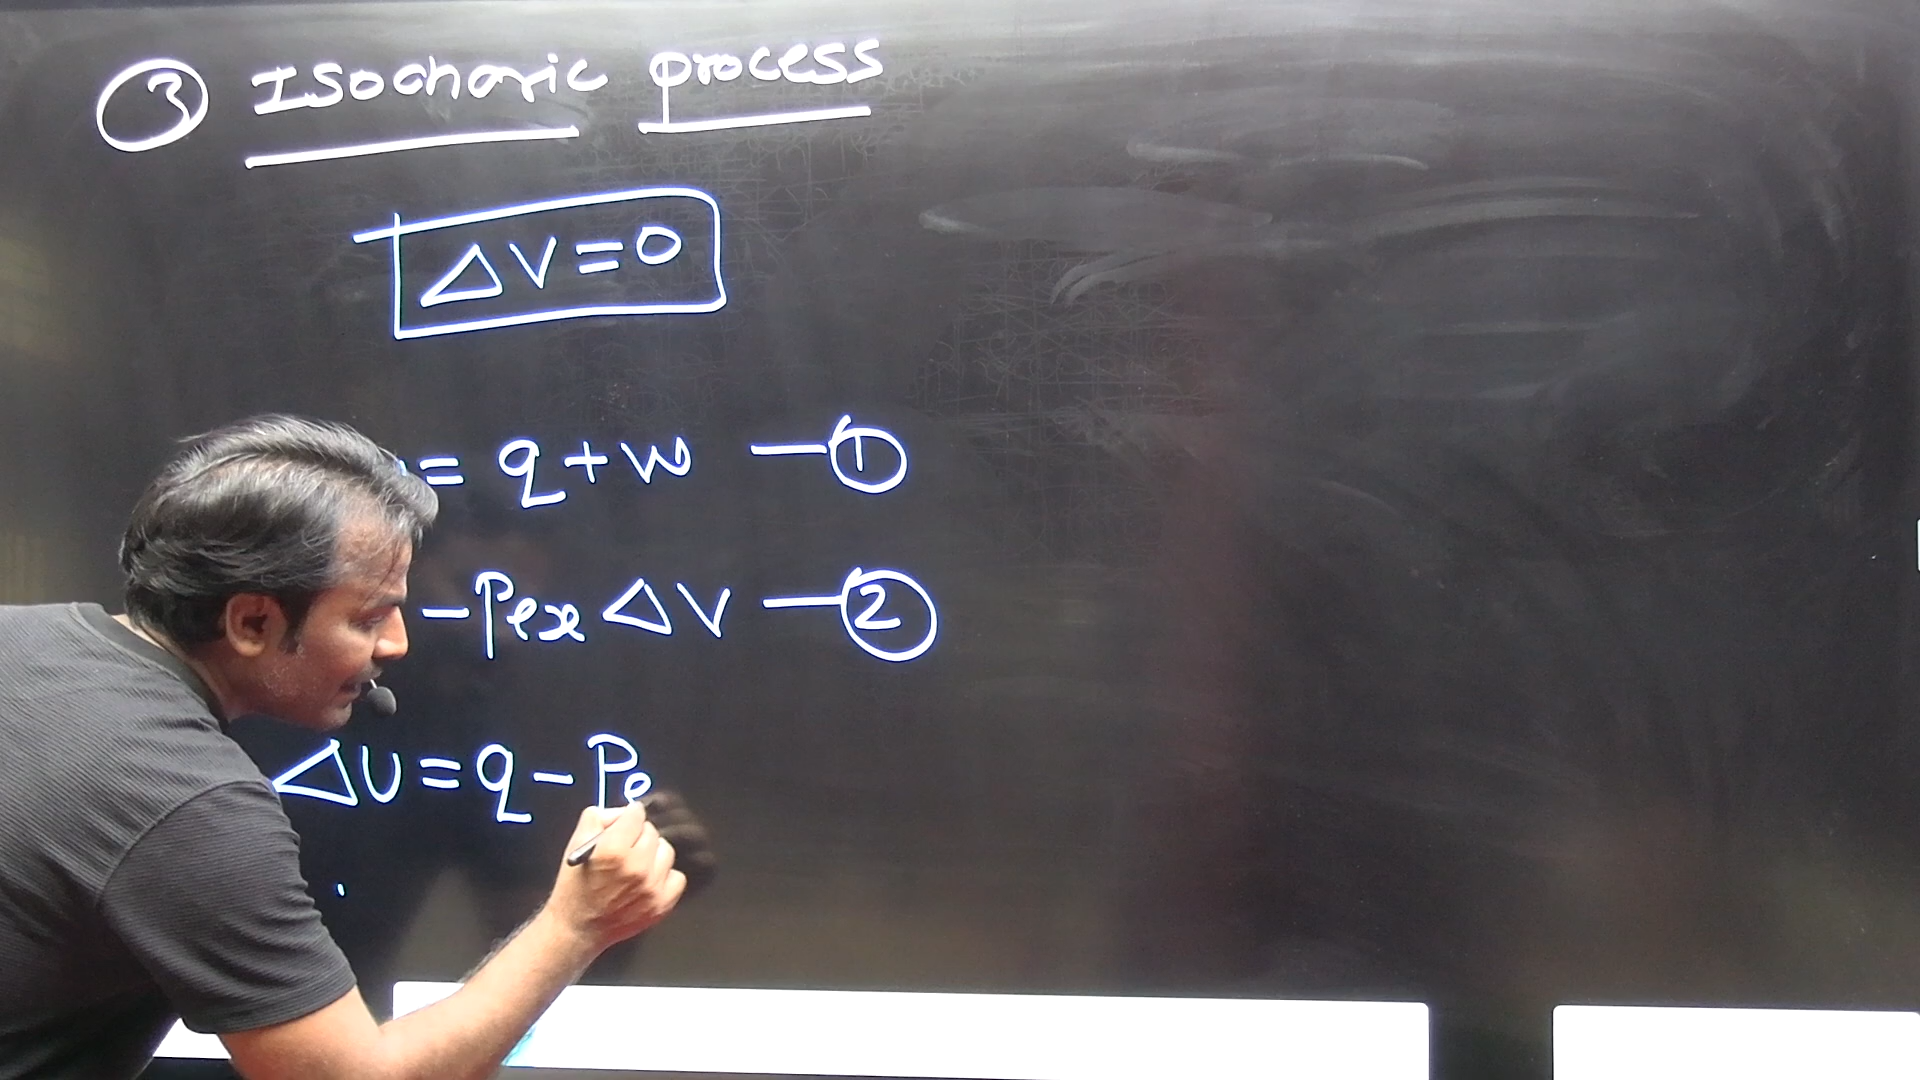 ③ Isochoric process
ΔV=0
= q+w —①
-Pex ΔV —②
ΔU = q - Pe